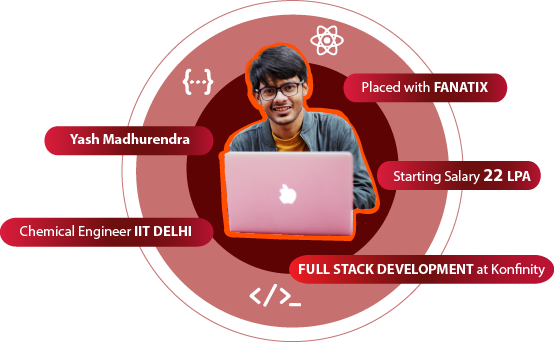 Placed with FANATIX
Yash Madhurendra
Starting Salary 22 LPA
Chemical Engineer IIT DELHI
FULL STACK DEVELOPMENT at Konfinity